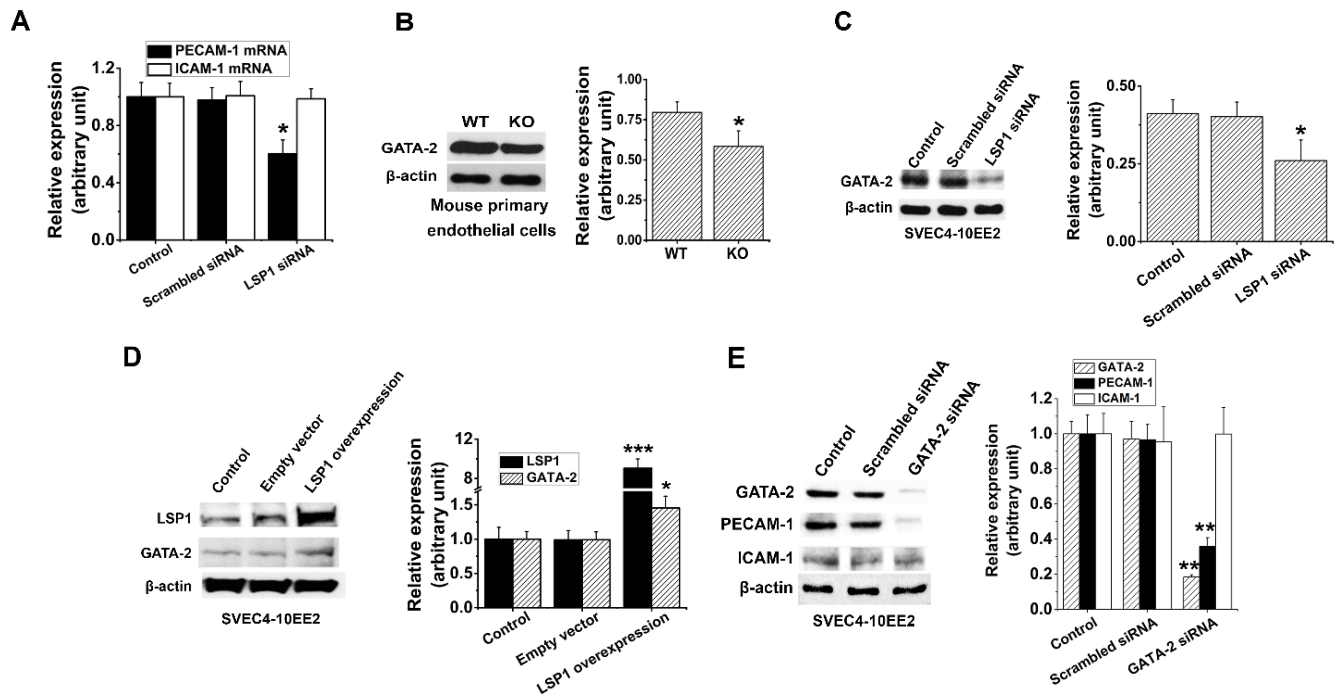 A
PECAM-1 mRNA
ICAM-1 mRNA
Relative expression
(arbitrary unit)
1.2
0.9
0.6
0.3
0.0
*
Control
Scrambled siRNA
LSP1 siRNA
B
WT KO
GATA-2
β-actin
Mouse primary
endothelial cells
Relative expression
(arbitrary unit)
1.00
0.75
0.50
0.25
0.00
*
WT KO
C
Control
Scrambled siRNA
LSP1 siRNA
GATA-2
β-actin
SVEC4-10EE2
Relative expression
(arbitrary unit)
0.50
0.25
0.00
*
Control
Scrambled siRNA
LSP1 siRNA
D
Control
Empty vector
LSP1 overexpression
LSP1
GATA-2
β-actin
SVEC4-10EE2
Relative expression
(arbitrary unit)
LSP1
GATA-2
12
10
8
1.5
1.0
0.5
0.0
***
*
Control
Empty vector
LSP1 overexpression
E
Control
Scrambled siRNA
GATA-2 siRNA
GATA-2
PECAM-1
ICAM-1
β-actin
SVEC4-10EE2
GATA-2
PECAM-1
ICAM-1
Relative expression
(arbitrary unit)
1.2
1.0
0.8
0.6
0.4
0.2
0.0
**
**
Control
Scrambled siRNA
GATA-2 siRNA